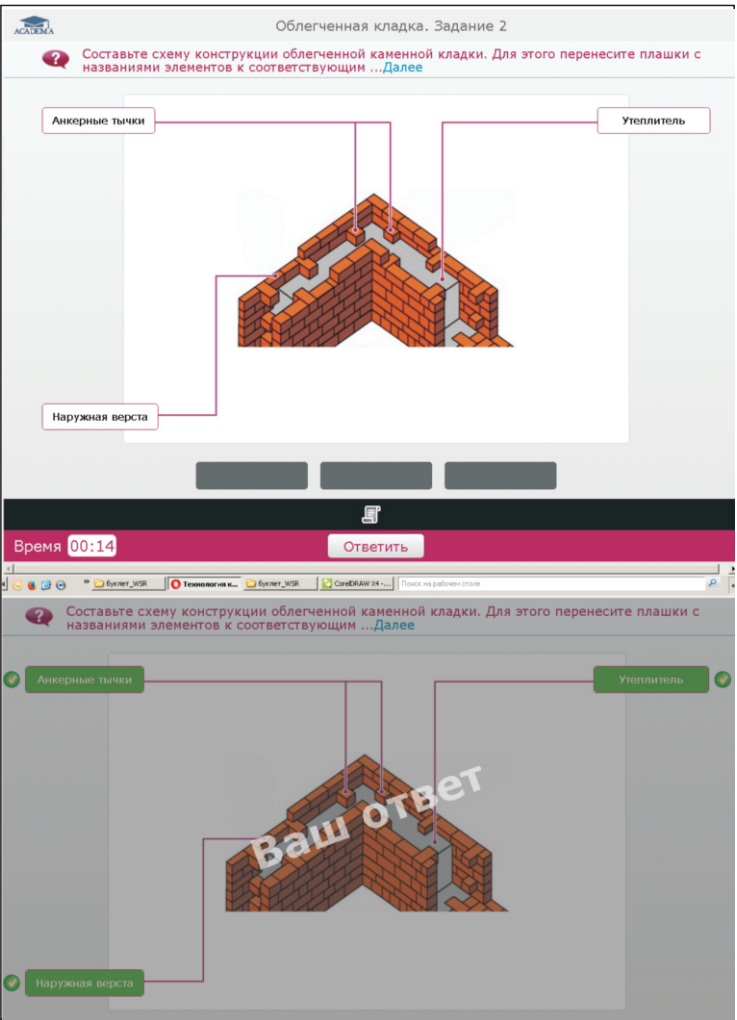 ACADEMA
Облегченная кладка. Задание 2
Составьте схему конструкции облегченной каменной кладки. Для этого перенесите плашки с
названиями элементов к соответствующим ...Далее
Анкерные тычки
Утеплитель
Наружная верста
Время 00:14
Ответить
буклет_WSR
Технология к...
буклет_WSR
CorelDRAW X4 -...
Поиск на рабочем столе
Составьте схему конструкции облегченной каменной кладки. Для этого перенесите плашки с
названиями элементов к соответствующим ...Далее
Анкерные тычки
Утеплитель
Ваш ответ
Наружная верста